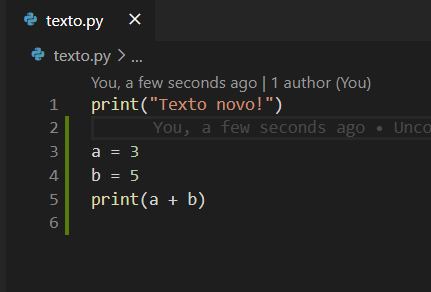 texto.py ×
texto.py > ...
You, a few seconds ago | 1 author (You)
1 print("Texto novo!")
2 You, a few seconds ago • Unco
3 a = 3
4 b = 5
5 print(a + b)
6